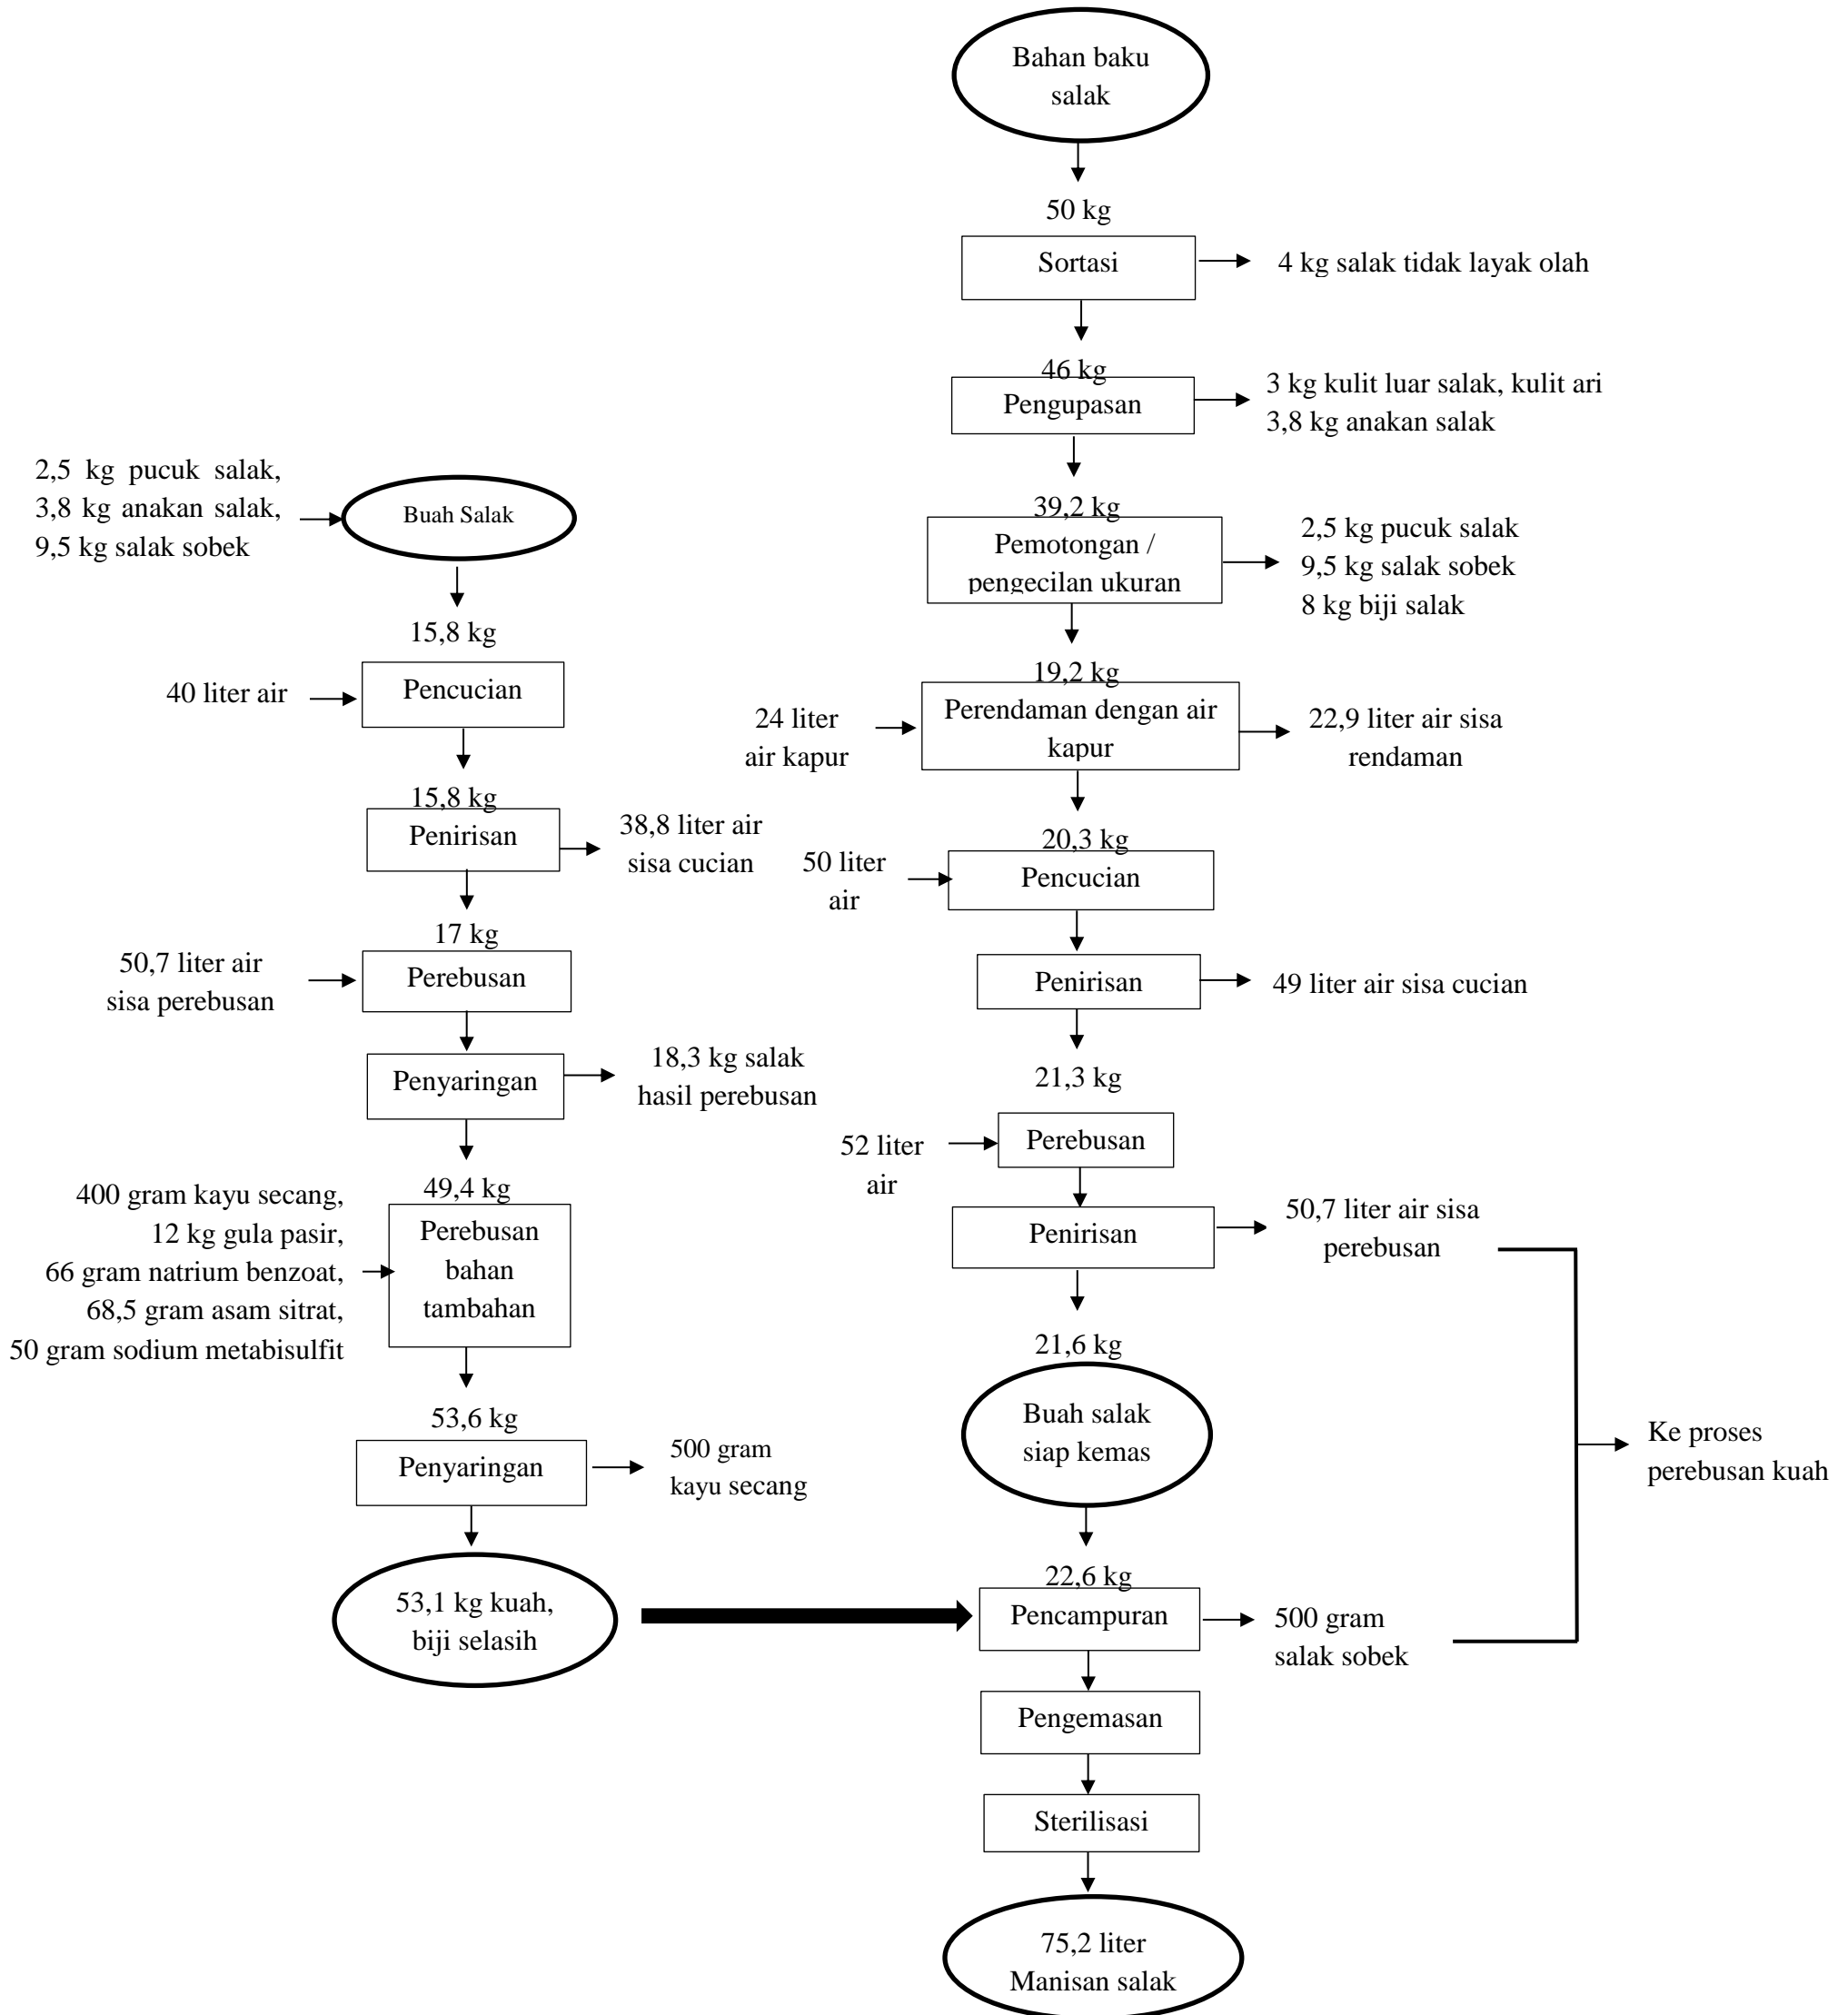 Bahan baku
salak
50 kg
Sortasi
4 kg salak tidak layak olah
46 kg
Pengupasan
3 kg kulit luar salak, kulit ari
3,8 kg anakan salak
39,2 kg
Pemotongan /
pengecilan ukuran
2,5 kg pucuk salak
9,5 kg salak sobek
8 kg biji salak
19,2 kg
24 liter
air kapur
Perendaman dengan air
kapur
22,9 liter air sisa
rendaman
20,3 kg
50 liter
air
Pencucian
Penirisan
49 liter air sisa cucian
21,3 kg
52 liter
air
Perebusan
Penirisan
50,7 liter air sisa
perebusan
21,6 kg
Buah salak
siap kemas
Ke proses
perebusan kuah
22,6 kg
Pencampuran
500 gram
salak sobek
Pengemasan
Sterilisasi
75,2 liter
Manisan salak
2,5 kg pucuk salak,
3,8 kg anakan salak,
9,5 kg salak sobek
Buah Salak
15,8 kg
40 liter air
Pencucian
15,8 kg
Penirisan
38,8 liter air
sisa cucian
17 kg
50,7 liter air
sisa perebusan
Perebusan
Penyaringan
18,3 kg salak
hasil perebusan
49,4 kg
400 gram kayu secang,
12 kg gula pasir,
66 gram natrium benzoat,
68,5 gram asam sitrat,
50 gram sodium metabisulfit
Perebusan
bahan
tambahan
53,6 kg
Penyaringan
500 gram
kayu secang
53,1 kg kuah,
biji selasih